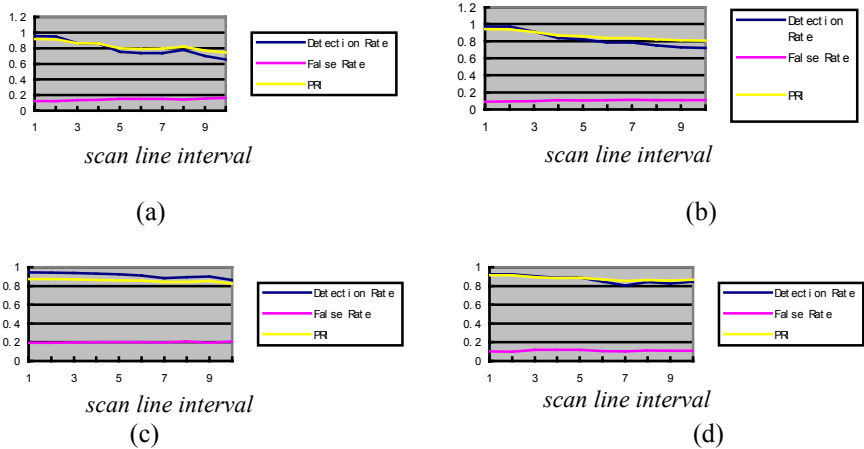 1. 2
1
0. 8
0. 6
0. 4
0. 2
0
1 3 5 7 9
Detection Rate
False Rate
PRI
scan line interval
(a)
1. 2
1
0. 8
0. 6
0. 4
0. 2
0
1 3 5 7 9
Detection
Rate
False Rate
PRI
scan line interval
(b)
1
0. 8
0. 6
0. 4
0. 2
0
1 3 5 7 9
Detection Rate
False Rate
PRI
scan line interval
(c)
1
0. 8
0. 6
0. 4
0. 2
0
1 3 5 7 9
Detection Rate
False Rate
PRI
scan line interval
(d)